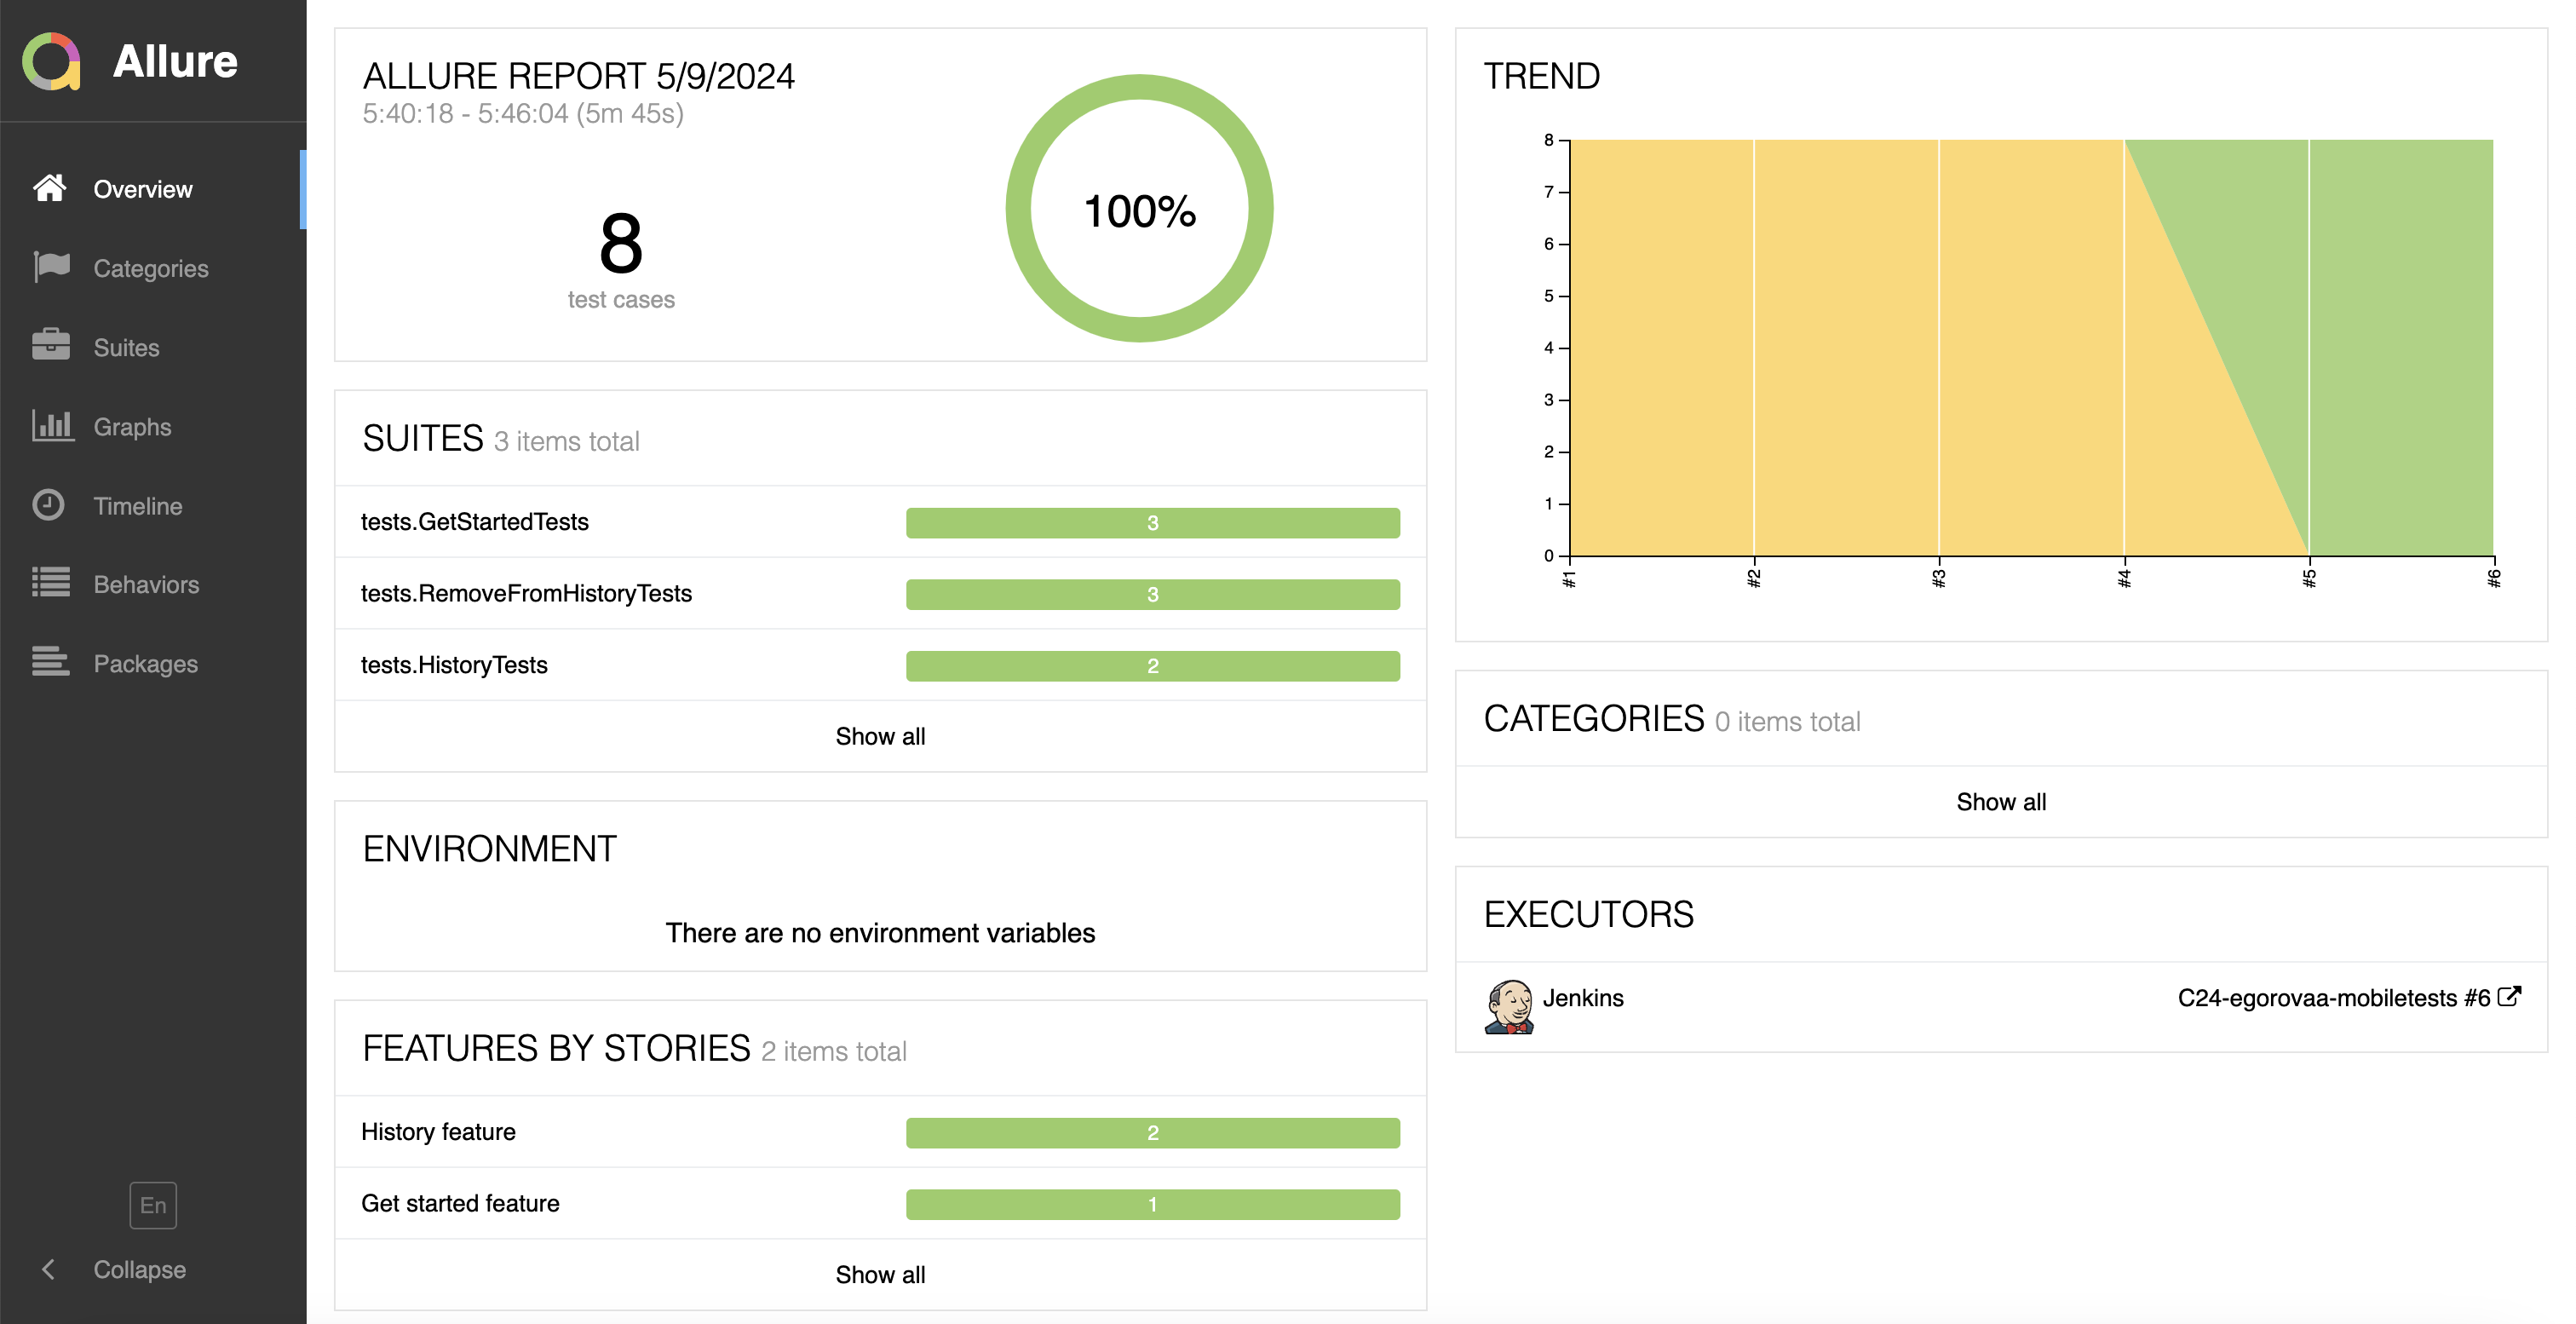 Allure
Overview
Categories
Suites
Graphs
Timeline
Behaviors
Packages
En
Collapse
ALLURE REPORT 5/9/2024
5:40:18 - 5:46:04 (5m 45s)
8
test cases
100%
SUITES 3 items total
tests.GetStartedTests 3
tests.RemoveFromHistoryTests 3
tests.HistoryTests 2
Show all
ENVIRONMENT
There are no environment variables
FEATURES BY STORIES 2 items total
History feature 2
Get started feature 1
Show all
TREND
8
7
6
5
4
3
2
1
0
#1 #2 #3 #4 #5 #6
CATEGORIES 0 items total
Show all
EXECUTORS
Jenkins C24-egorovaa-mobiletests #6